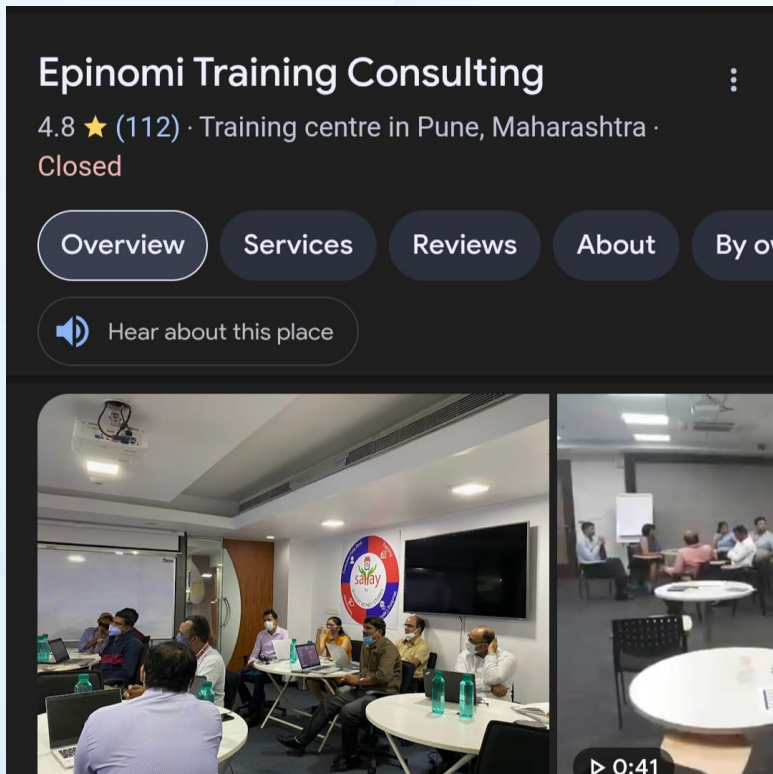 Epinomi Training Consulting
4.8 ★ (112) · Training centre in Pune, Maharashtra ·
Closed
Overview Services Reviews About By o
Hear about this place
0:41